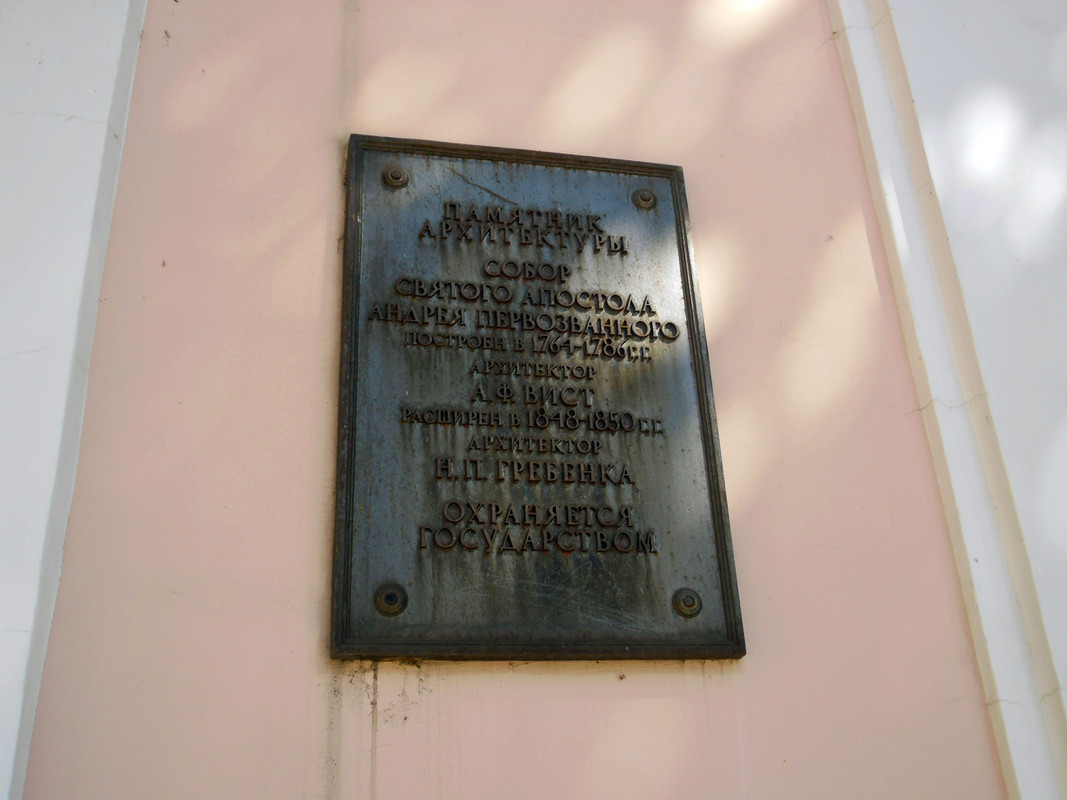 ПАМЯТНИК
АРХИТЕКТУРЫ
СОБОР
СВЯТОГО АПОСТОЛА
АНДРЕЯ ПЕРВОЗВАННОГО
ПОСТРОЕН В 1764-1786 Г.Г.
АРХИТЕКТОР
А.Ф. ВИСТ
РАСШИРЕН В 1848-1850 Г.Г.
АРХИТЕКТОР
Н.П. ГРЕБЕНКА
ОХРАНЯЕТСЯ
ГОСУДАРСТВОМ